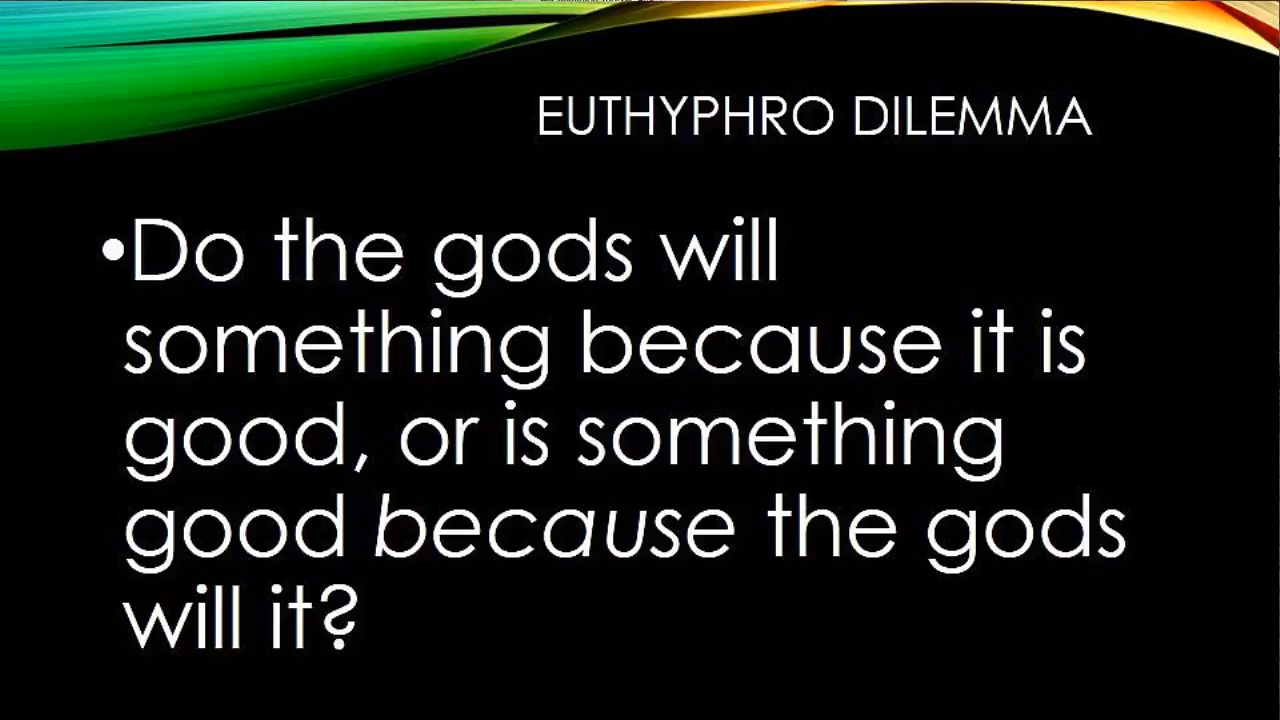 EUTHYPHRO DILEMMA
•Do the gods will
something because it is
good, or is something
good because the gods
will it?